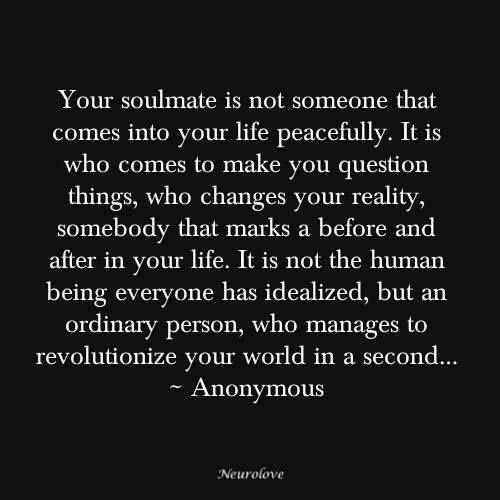 Your soulmate is not someone that
comes into your life peacefully. It is
who comes to make you question
things, who changes your reality,
somebody that marks a before and
after in your life. It is not the human
being everyone has idealized, but an
ordinary person, who manages to
revolutionize your world in a second...
~ Anonymous
Neurolove